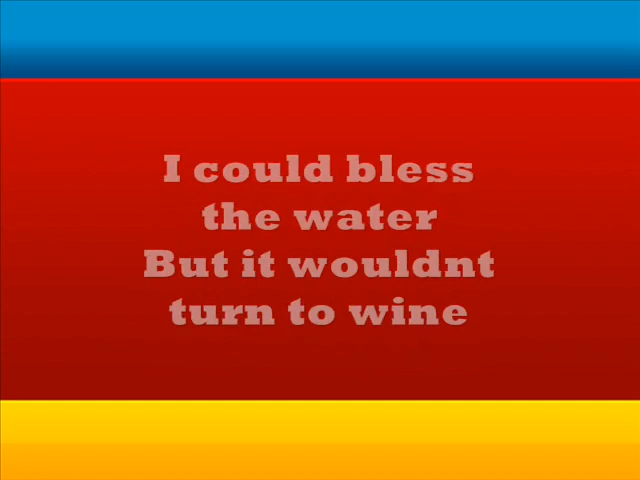 I could bless
the water
But it wouldnt
turn to wine